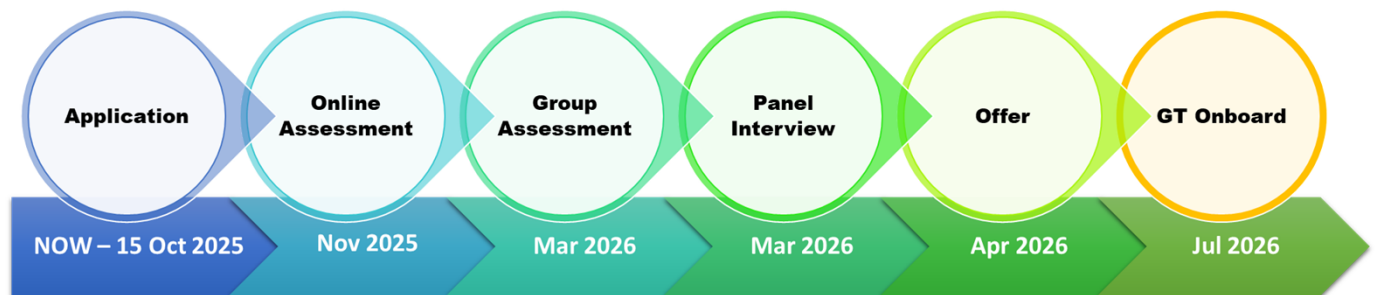 Application
Online
Assessment
Group
Assessment
Panel
Interview
Offer
GT Onboard
NOW – 15 Oct 2025
Nov 2025
Mar 2026
Mar 2026
Apr 2026
Jul 2026